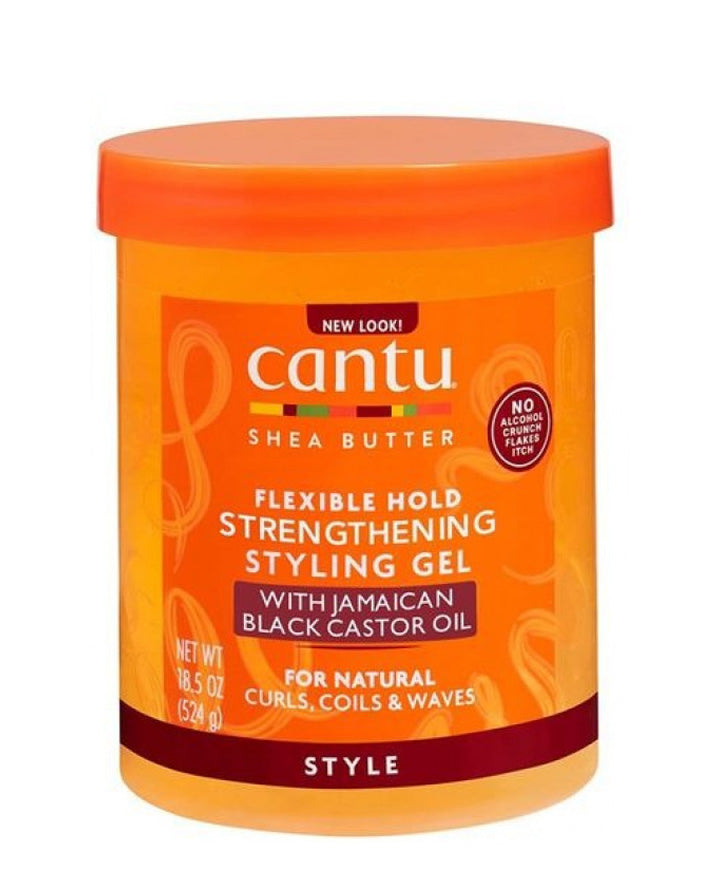 NEW LOOK!
cantu®
SHEA BUTTER
NO
ALCOHOL
CRUNCH
FLAKES
ITCH
FLEXIBLE HOLD
STRENGTHENING
STYLING GEL
WITH JAMAICAN
BLACK CASTOR OIL
NET WT
18.5 OZ
(524 g)
FOR NATURAL
CURLS, COILS & WAVES
STYLE